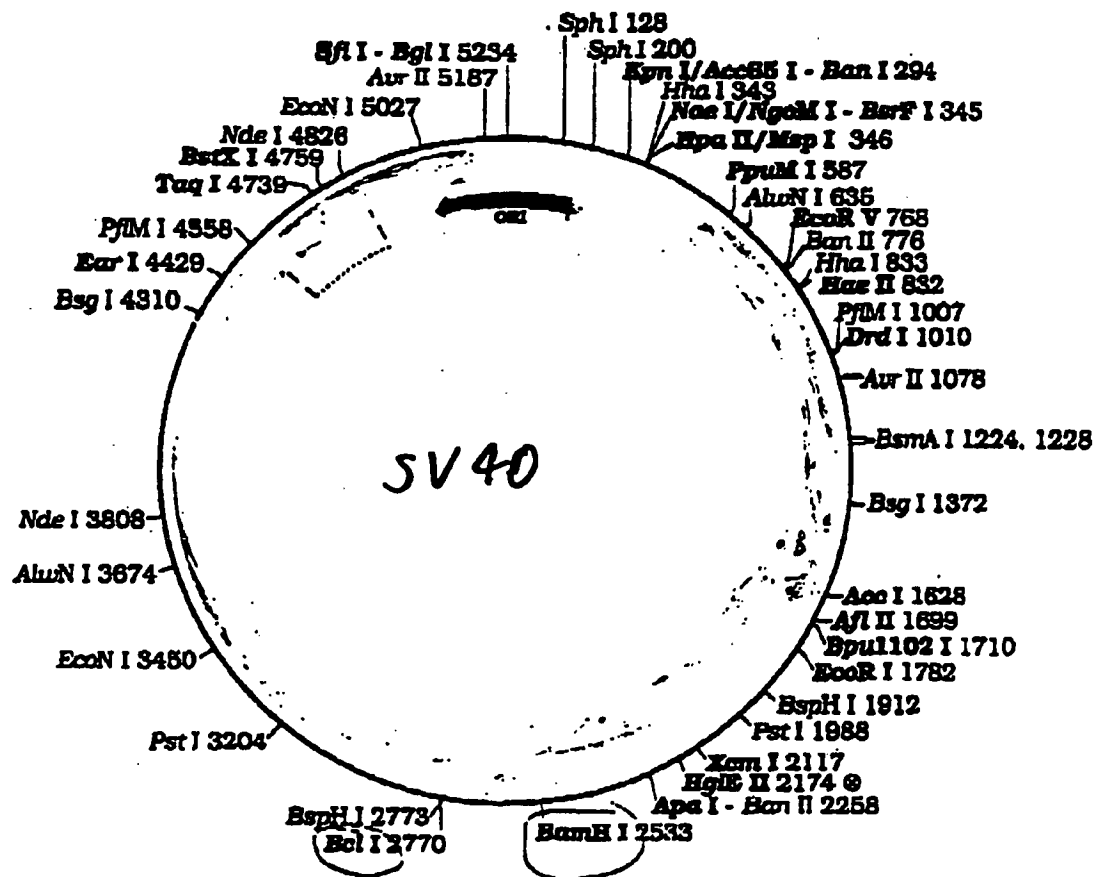 Sph I 128
Sfi I - Bgl I 5234
Sph I 200
Avr II 5187
Kpn I/Acc65 I - Ban I 294
Hha I 343
EcoN I 5027
Nae I/NgoM I - BsrF I 345
Nde I 4826
Hpa II/Msp I 346
BstX I 4759
PpuM I 587
Taq I 4739
AlwN I 635
ORI
EcoR V 768
PflM I 4558
Ban II 776
Ear I 4429
Hha I 833
Hae II 832
Bsg I 4310
PflM I 1007
Drd I 1010
Avr II 1078
BsmA I 1224, 1228
SV40
Bsg I 1372
Nde I 3808
AlwN I 3674
Acc I 1628
Afl II 1699
Bpu1102 I 1710
EcoN I 3450
EcoR I 1782
BspH I 1912
Pst I 1988
Pst I 3204
Xcm I 2117
HgiE II 2174 ⊗
Apa I - Ban II 2258
BspH I 2773
BamH I 2533
Bcl I 2770